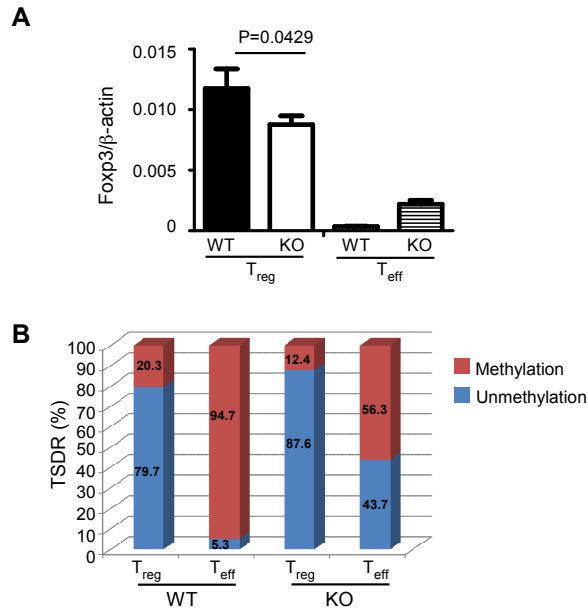 A
P=0.0429
Foxp3/β-actin
0.015
0.010
0.005
0
WT KO WT KO
Treg Teff
B
TSDR (%)
100
90
80
70
60
50
40
30
20
10
0
20.3 94.7 12.4 56.3
79.7 5.3 87.6 43.7
Methylation
Unmethylation
Treg Teff Treg Teff
WT KO